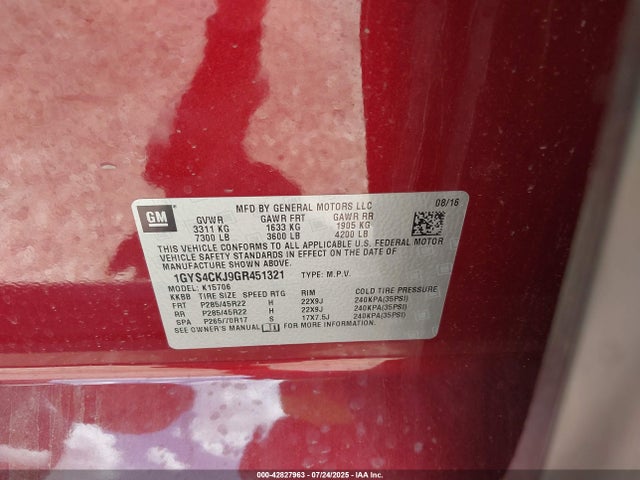 GM
MFD BY GENERAL MOTORS LLC
08/16
GVWR GAWR FRT GAWR RR
3311 KG 1633 KG 1905 KG
7300 LB 3600 LB 4200 LB
THIS VEHICLE CONFORMS TO ALL APPLICABLE U.S. FEDERAL MOTOR
VEHICLE SAFETY STANDARDS IN EFFECT ON THE DATE OF
MANUFACTURE SHOWN ABOVE.
1GYS4CKJ9GR451321 TYPE: M.P.V.
MODEL: K15706
KKBB TIRE SIZE SPEED RTG RIM COLD TIRE PRESSURE
FRT P285/45R22 H 22X9J 240KPA(35PSI)
RR P285/45R22 H 22X9J 240KPA(35PSI)
SPA P265/70R17 S 17X7.5J 240KPA(35PSI)
SEE OWNER'S MANUAL FOR MORE INFORMATION.
000-42827963 - 07/24/2025 - IAA Inc.